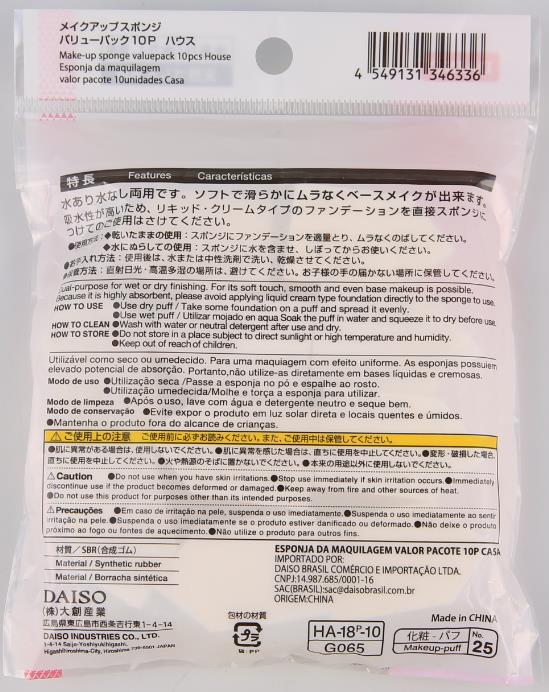 メイクアップスポンジ
バリューパック10P ハウス
Make-up sponge valuepack 10pcs House
Esponja da maquilagem
valor pacote 10unidades Casa
4 549131 346336
特長 Features Características
水あり水なし両用です。ソフトで滑らかにムラなくベースメイクが出来ます。
吸水性が高いため、リキッド・クリームタイプのファンデーションを直接スポンジに
つけてのご使用はさけてください。
●使用方法:◆乾いたままの使用:スポンジにファンデーションを適量とり、ムラなくのばしてください。
◆水にぬらしての使用:スポンジに水を含ませ、しぼってからお使いください。
●お手入れ方法:使用後は、水または中性洗剤で洗い、乾燥させてください。
●保管方法:直射日光・高温多湿の場所は、避けてください。お子様の手の届かない場所に保管してください。
Dual-purpose for wet or dry finishing. For its soft touch, smooth and even base makeup is possible.
Because it is highly absorbent, please avoid applying liquid cream type foundation directly to the sponge to use.
HOW TO USE ●Use dry puff / Take some foundation on a puff and spread it evenly.
●Use wet puff / Utilizar mojado en aqua Soak the puff in water and squeeze it to dry before use.
HOW TO CLEAN ●Wash with water or neutral detergent after use and dry.
HOW TO STORE ●Do not store in a place subject to direct sunlight or high temperature and humidity.
●Keep out of reach of children.
Utilizável como seco ou umedecido. Para uma maquilagem com efeito uniforme. As esponjas possuiem
elevado potencial de absorção. Portanto,não utilize-as diretamente em bases líquidas e cremosas.
Modo de uso ●Utilização seca /Passe a esponja no pó e espalhe ao rosto.
●Utilização umedecida/Molhe e torça a esponja para utilizar.
Modo de limpeza ●Após o uso, lave com água e detergente neutro e seque bem.
Modo de conservação ●Evite expor o produto em luz solar direta e locais quentes e úmidos.
●Mantenha o produto fora do alcance de crianças.
⚠ご使用上の注意 ご使用前に必ずお読みください。また、ご使用中は保管してください。
●肌に異常がある場合は、使用しないでください。●肌に異常を感じた場合は、直ちに使用を中止してください。●変形・破損した場合、
直ちに使用を中止してください。●火や熱源のそばに置かないでください。●本来の用途以外に使用しないでください。
⚠Caution ●Do not use when you have skin irritations.●Stop use immediately if skin irritation occurs.●Immediately
discontinue use if the product becomes deformed or damaged.●Keep away from fire and other sources of heat.
●Do not use this product for purposes other than its intended purposes.
⚠Precauções ●Em caso de irritação na pele, suspenda o uso imediatamente.●Suspenda o uso imediatamente ao sentir
irritação na pele.●Suspenda o uso imediatamente se o produto estiver danificado ou deformado.●Não deixe o produto
próximo ao fogo ou fontes de aquecimento.●Não utilize o produto para outros fins.
材質/SBR(合成ゴム)
Material / Synthetic rubber
Material / Borracha sintética
ESPONJA DA MAQUILAGEM VALOR PACOTE 10P CASA
IMPORTADO POR:
DAISO BRASIL COMÉRCIO E IMPORTAÇÃO LTDA.
CNPJ:14.987.685/0001-16
SAC(BRASIL):sac@daisobrasil.com.br
ORIGEM:CHINA
DAISO
(株)大創産業
広島県東広島市西条吉行東1-4-14
DAISO INDUSTRIES CO., LTD.
1-4-14 Saijo-Yoshiyukihigashi,
Higashihiroshima-City, Hiroshima 739-8501 JAPAN
包材の材質
プラ
袋:PP
Made in CHINA
HA-18P-10
G065
化粧-パフ
Makeup-puff
No.
25